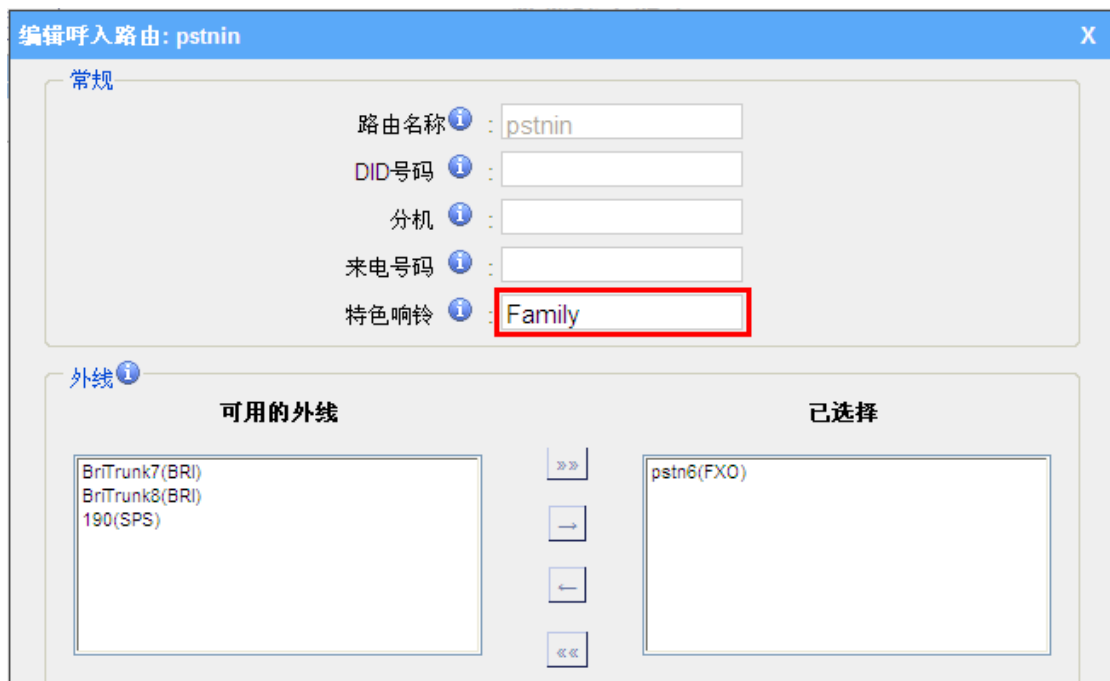 编辑呼入路由: pstnin X
常规
路由名称 : pstnin
DID号码 :
分机 :
来电号码 :
特色响铃 : Family
外线
可用的外线 已选择
BriTrunk7(BRI) »» pstn6(FXO)
BriTrunk8(BRI)
190(SPS)
→
←
««